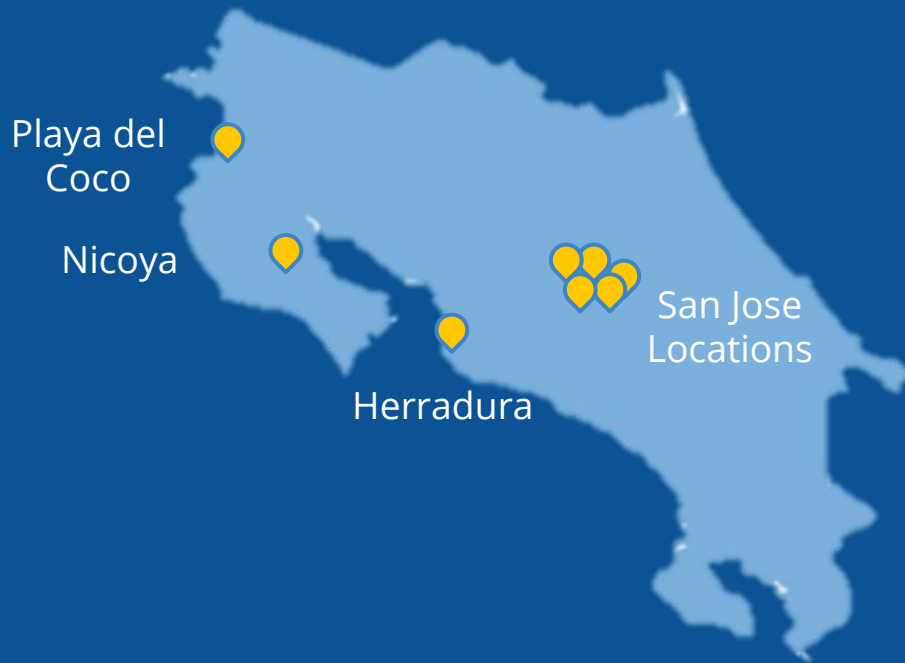 Playa del
Coco
Nicoya
San Jose
Locations
Herradura